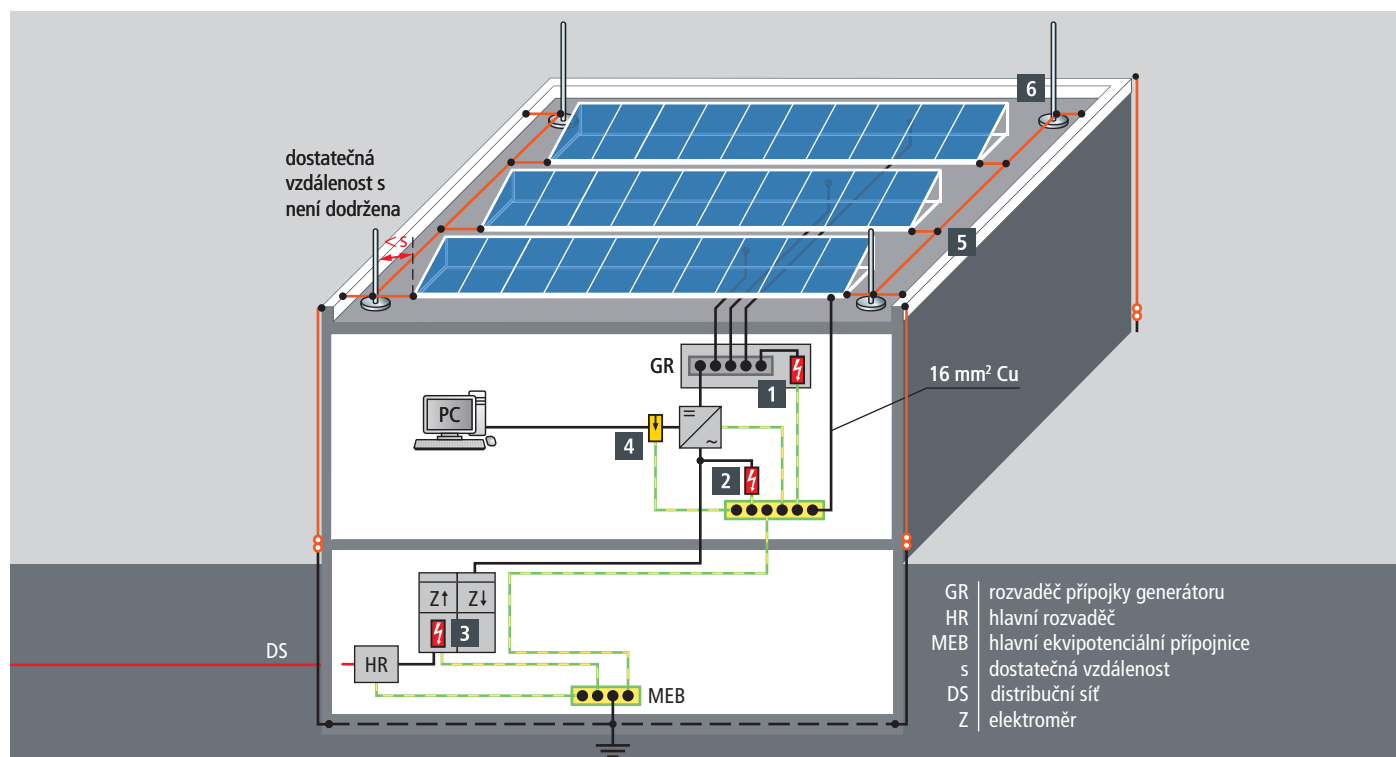 6
dostatečná
vzdálenost s
není dodržena
< s
5
GR
1
16 mm² Cu
PC
4
=
~
2
Z↑ Z↓
3
DS
HR
MEB
GR rozvaděč přípojky generátoru
HR hlavní rozvaděč
MEB hlavní ekvipotenciální přípojnice
s dostatečná vzdálenost
DS distribuční síť
Z elektroměr